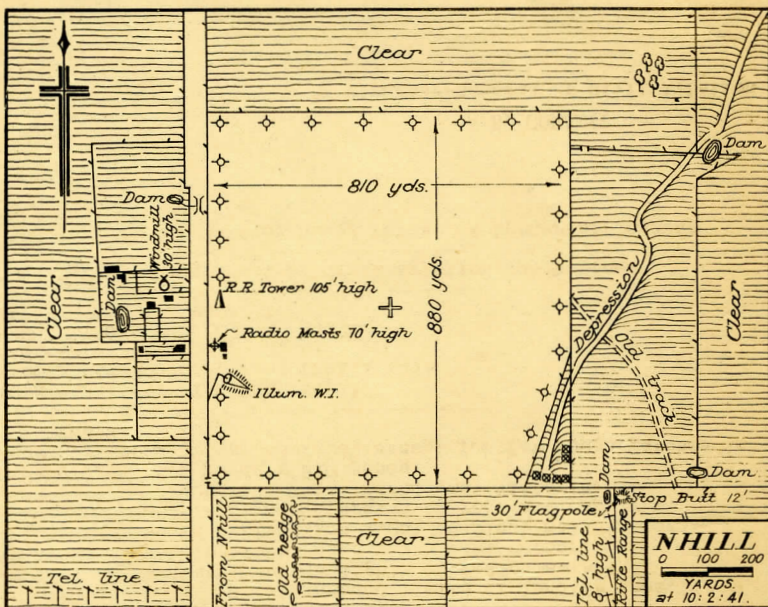 Clear
Dam
810 yds.
Dam
Windmill
30' high
880 yds.
Clear
Dam
R.R. Tower 105' high
Radio Masts 70' high
Depression
Clear
Old track
Illum. W.I.
Dam
Dam
Stop Butt 12'
30' Flagpole
From Nhill
Old hedge
Clear
Tel. line
8' high
Rifle Range
Tel. line
NHILL
0 100 200
YARDS.
at 10:2:41.